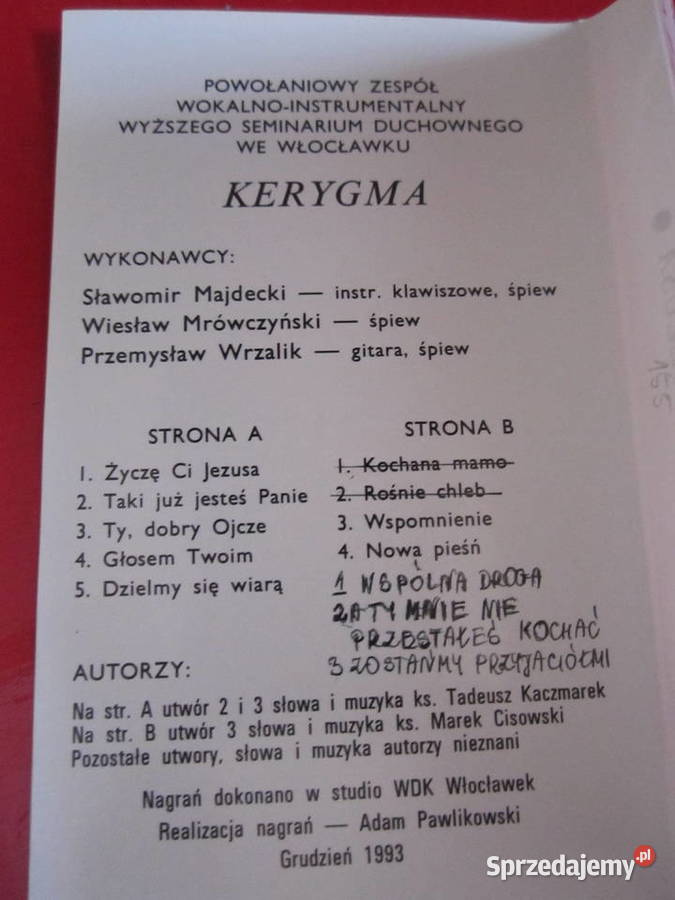 POWOŁANIOWY ZESPÓŁ
WOKALNO-INSTRUMENTALNY
WYŻSZEGO SEMINARIUM DUCHOWNEGO
WE WŁOCŁAWKU
KERYGMA
WYKONAWCY:
Sławomir Majdecki — instr. klawiszowe, śpiew
Wiesław Mrówczyński — śpiew
Przemysław Wrzalik — gitara, śpiew
STRONA A
1. Życzę Ci Jezusa
2. Taki już jesteś Panie
3. Ty, dobry Ojcze
4. Głosem Twoim
5. Dzielmy się wiarą
STRONA B
1. Kochana mamo
2. Rośnie chleb
3. Wspomnienie
4. Nową pieśń
1 WSPÓLNA DROGA
2 A TY MNIE NIE
PRZESTAŁEŚ KOCHAĆ
3 ZOSTAŃMY PRZYJACIÓŁMI
AUTORZY:
Na str. A utwór 2 i 3 słowa i muzyka ks. Tadeusz Kaczmarek
Na str. B utwór 3 słowa i muzyka ks. Marek Cisowski
Pozostałe utwory, słowa i muzyka autorzy nieznani
Nagrań dokonano w studio WDK Włocławek
Realizacja nagrań — Adam Pawlikowski
Grudzień 1993
Sprzedajemy.pl